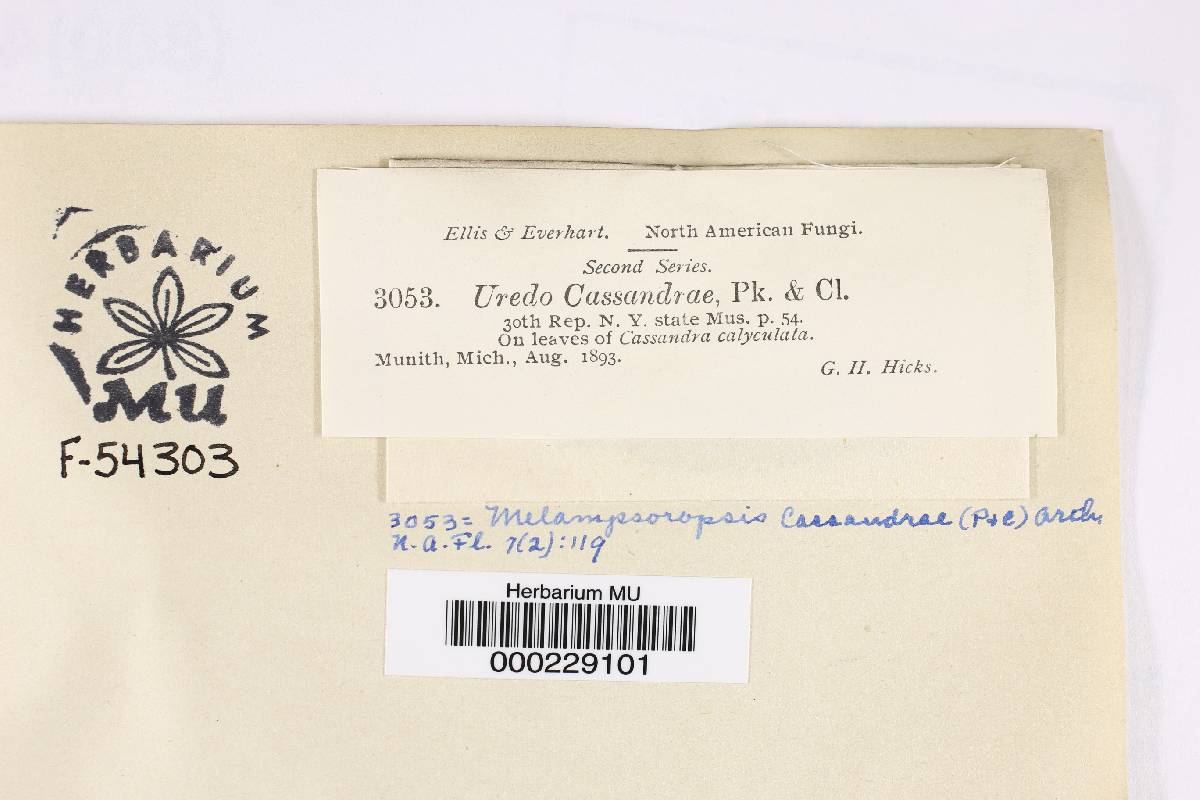 HERBARIUM
MU
F-54303
Ellis & Everhart. North American Fungi.
Second Series.
3053. Uredo Cassandrae, Pk. & Cl.
30th Rep. N. Y. state Mus. p. 54.
On leaves of Cassandra calyculata.
Munith, Mich., Aug. 1893.
G. H. Hicks.
3053 = Melampsoropsis Cassandrae (P+C) Arth.
N.A.Fl. 7(2):119
Herbarium MU
000229101